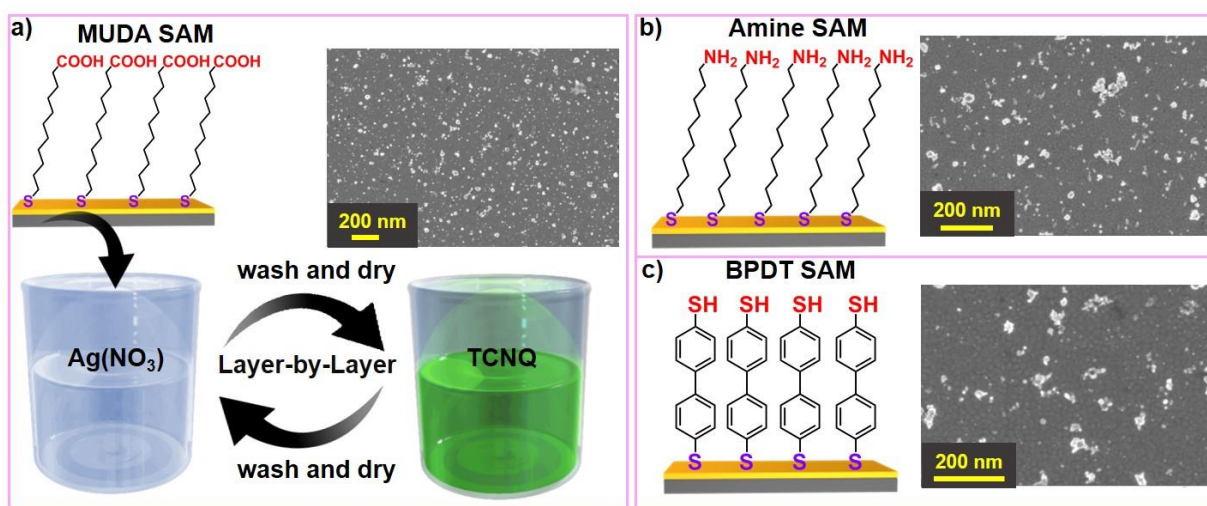 a)
MUDA SAM
COOH COOH COOH COOH
S S S S
200 nm
wash and dry
Ag(NO₃)
Layer-by-Layer
TCNQ
wash and dry
b)
Amine SAM
NH₂ NH₂ NH₂ NH₂ NH₂
S S S S S
200 nm
c)
BPDT SAM
SH SH SH SH
S S S S
200 nm